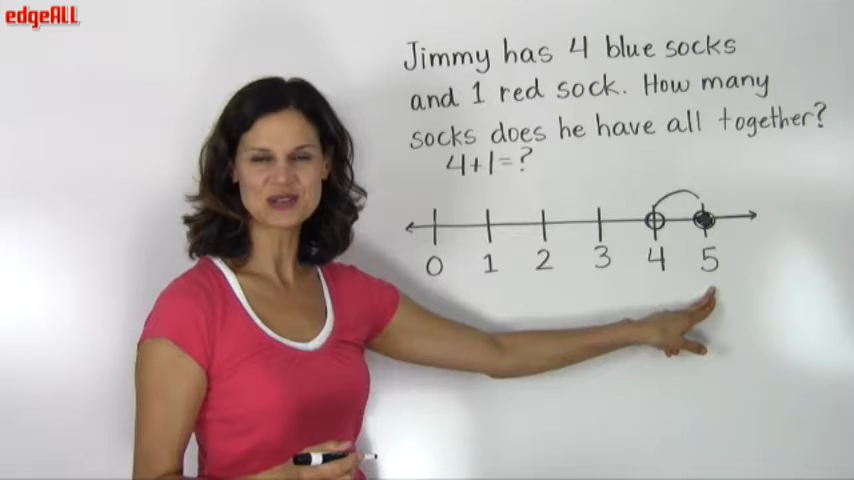 edgeALL
Jimmy has 4 blue socks
and 1 red sock. How many
socks does he have all together?
4+1=?
0 1 2 3 4 5